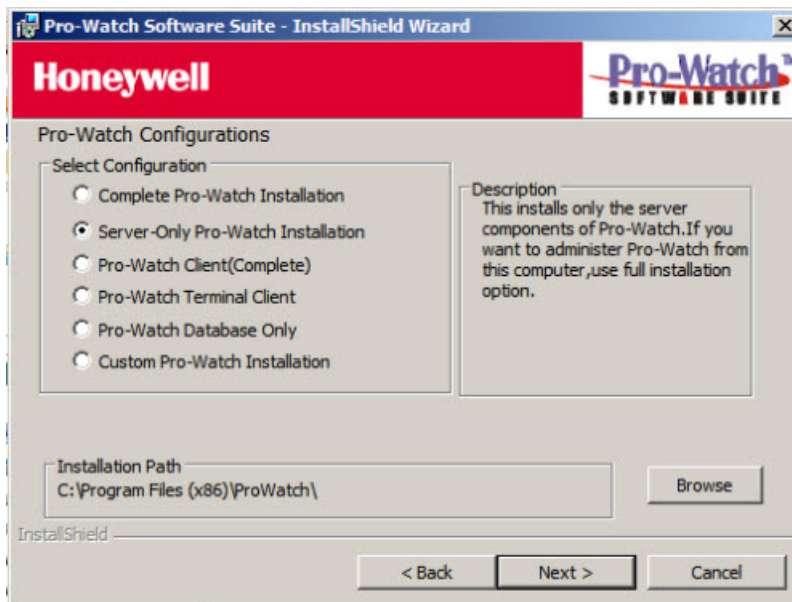 Pro-Watch Software Suite - InstallShield Wizard
Honeywell
Pro-Watch™
SOFTWARE SUITE
Pro-Watch Configurations
Select Configuration
Complete Pro-Watch Installation
Server-Only Pro-Watch Installation
Pro-Watch Client(Complete)
Pro-Watch Terminal Client
Pro-Watch Database Only
Custom Pro-Watch Installation
Description
This installs only the server
components of Pro-Watch.If you
want to administer Pro-Watch from
this computer,use full installation
option.
Installation Path
C:\Program Files (x86)\ProWatch\
Browse
InstallShield
< Back
Next >
Cancel